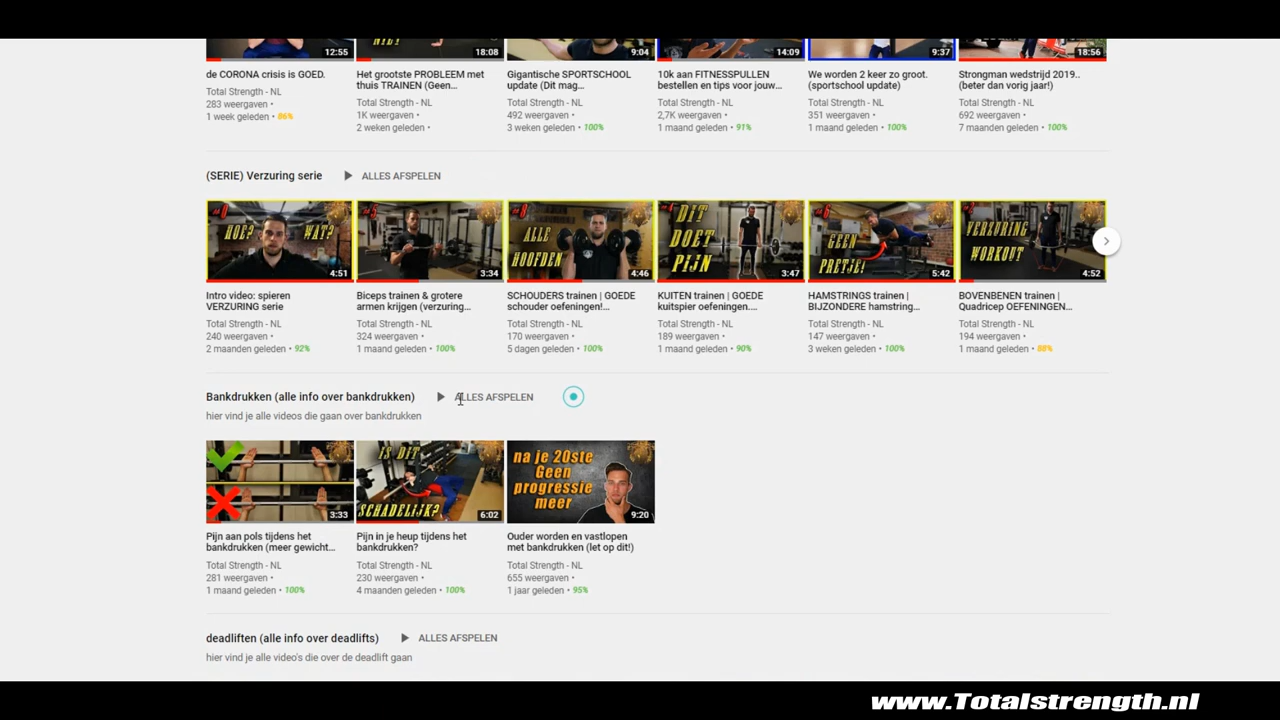 NIET?
12:55
18:08
9:04
14:09
9:37
18:56
de CORONA crisis is GOED.
Total Strength - NL
283 weergaven •
1 week geleden • 86%
Het grootste PROBLEEM met
thuis TRAINEN (Geen...
Total Strength - NL
1K weergaven •
2 weken geleden •
Gigantische SPORTSCHOOL
update (Dit mag...
Total Strength - NL
492 weergaven •
3 weken geleden • 100%
10k aan FITNESSPULLEN
bestellen en tips voor jouw...
Total Strength - NL
2,7K weergaven •
1 maand geleden • 91%
We worden 2 keer zo groot.
(sportschool update)
Total Strength - NL
351 weergaven •
1 maand geleden • 100%
Strongman wedstrijd 2019..
(beter dan vorig jaar!)
Total Strength - NL
692 weergaven •
7 maanden geleden • 100%
(SERIE) Verzuring serie
ALLES AFSPELEN
HOE? WAT?
4:51
3:34
ALLE
HOOFDEN
4:46
DIT
DOET
PIJN
3:47
GEEN
PRETJE!
5:42
VERZURING
WORKOUT
4:52
Intro video: spieren
VERZURING serie
Total Strength - NL
240 weergaven •
2 maanden geleden • 92%
Biceps trainen & grotere
armen krijgen (verzuring...
Total Strength - NL
324 weergaven •
1 maand geleden • 100%
SCHOUDERS trainen | GOEDE
schouder oefeningen!...
Total Strength - NL
170 weergaven •
5 dagen geleden • 100%
KUITEN trainen | GOEDE
kuitspier oefeningen....
Total Strength - NL
189 weergaven •
1 maand geleden • 90%
HAMSTRINGS trainen |
BIJZONDERE hamstring...
Total Strength - NL
147 weergaven •
3 weken geleden • 100%
BOVENBENEN trainen |
Quadricep OEFENINGEN...
Total Strength - NL
194 weergaven •
1 maand geleden • 88%
Bankdrukken (alle info over bankdrukken)
ALLES AFSPELEN
hier vind je alle videos die gaan over bankdrukken
3:33
IS DIT
SCHADELIJK?
6:02
na je 20ste
Geen
progressie
meer
9:20
Pijn aan pols tijdens het
bankdrukken (meer gewicht...
Total Strength - NL
281 weergaven •
1 maand geleden • 100%
Pijn in je heup tijdens het
bankdrukken?
Total Strength - NL
230 weergaven •
4 maanden geleden • 100%
Ouder worden en vastlopen
met bankdrukken (let op dit!)
Total Strength - NL
655 weergaven •
1 jaar geleden • 95%
deadliften (alle info over deadlifts)
ALLES AFSPELEN
hier vind je alle video's die over de deadlift gaan
www.Totalstrength.nl